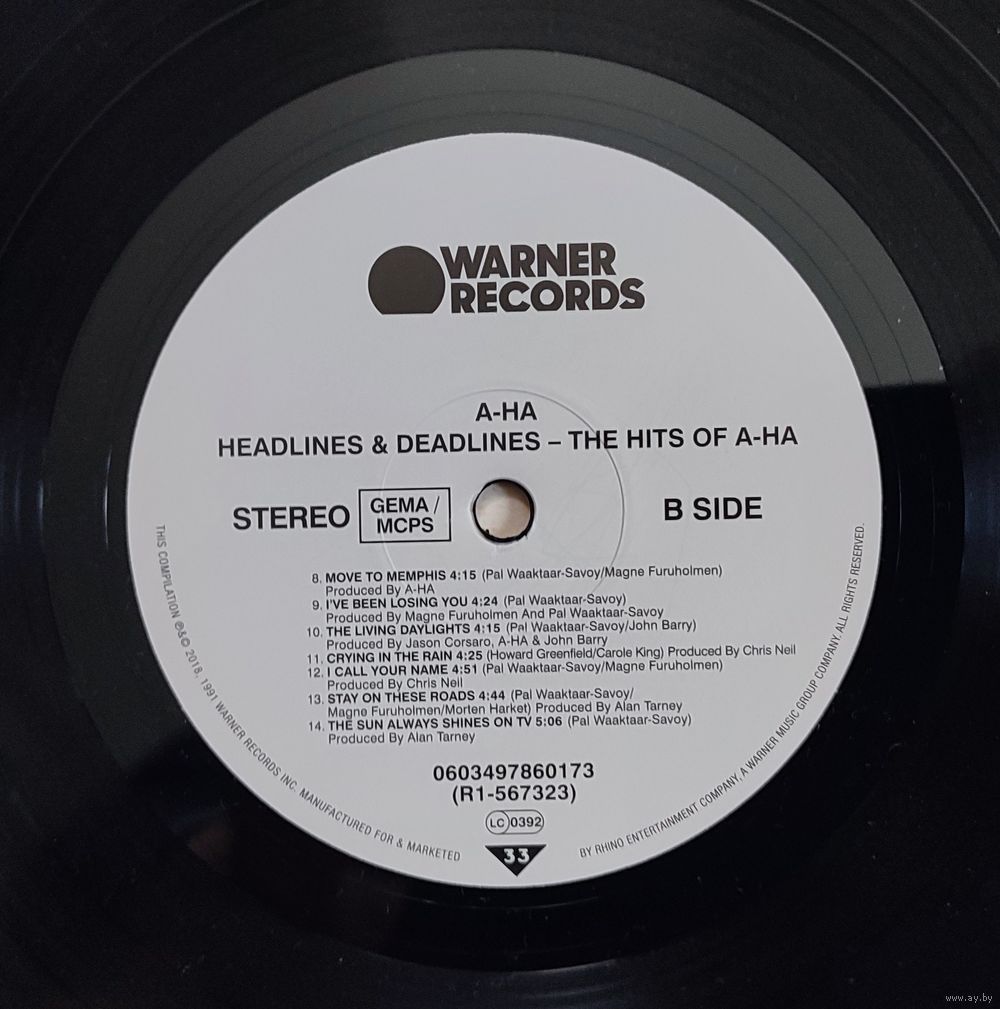 WARNER
RECORDS
A-HA
HEADLINES & DEADLINES – THE HITS OF A-HA
STEREO
GEMA /
MCPS
B SIDE
8. MOVE TO MEMPHIS 4:15 (Pal Waaktaar-Savoy/Magne Furuholmen)
Produced By A-HA
9. I'VE BEEN LOSING YOU 4:24 (Pal Waaktaar-Savoy)
Produced By Magne Furuholmen And Pal Waaktaar-Savoy
10. THE LIVING DAYLIGHTS 4:15 (Pal Waaktaar-Savoy/John Barry)
Produced By Jason Corsaro, A-HA & John Barry
11. CRYING IN THE RAIN 4:25 (Howard Greenfield/Carole King) Produced By Chris Neil
12. I CALL YOUR NAME 4:51 (Pal Waaktaar-Savoy/Magne Furuholmen)
Produced By Chris Neil
13. STAY ON THESE ROADS 4:44 (Pal Waaktaar-Savoy/
Magne Furuholmen/Morten Harket) Produced By Alan Tarney
14. THE SUN ALWAYS SHINES ON TV 5:06 (Pal Waaktaar-Savoy)
Produced By Alan Tarney
0603497860173
(R1-567323)
LC 0392
33
THIS COMPILATION ℗&© 2018, 1991 WARNER RECORDS INC. MANUFACTURED FOR & MARKETED
BY RHINO ENTERTAINMENT COMPANY, A WARNER MUSIC GROUP COMPANY. ALL RIGHTS RESERVED.
www.ay.by